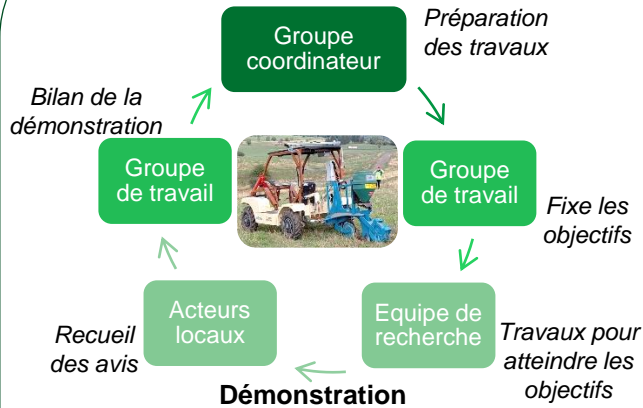 Groupe
coordinateur
Préparation
des travaux
Groupe
de travail
Fixe les
objectifs
Equipe de
recherche
Travaux pour
atteindre les
objectifs
Démonstration
Acteurs
locaux
Recueil
des avis
Groupe
de travail
Bilan de la
démonstration